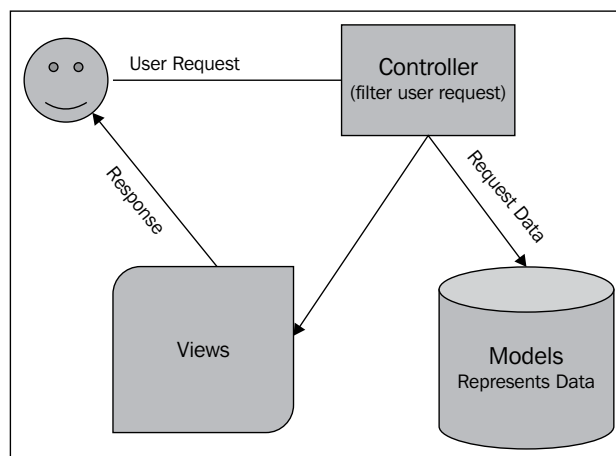 User Request
Controller
(filter user request)
Response
Request Data
Views
Models
Represents Data